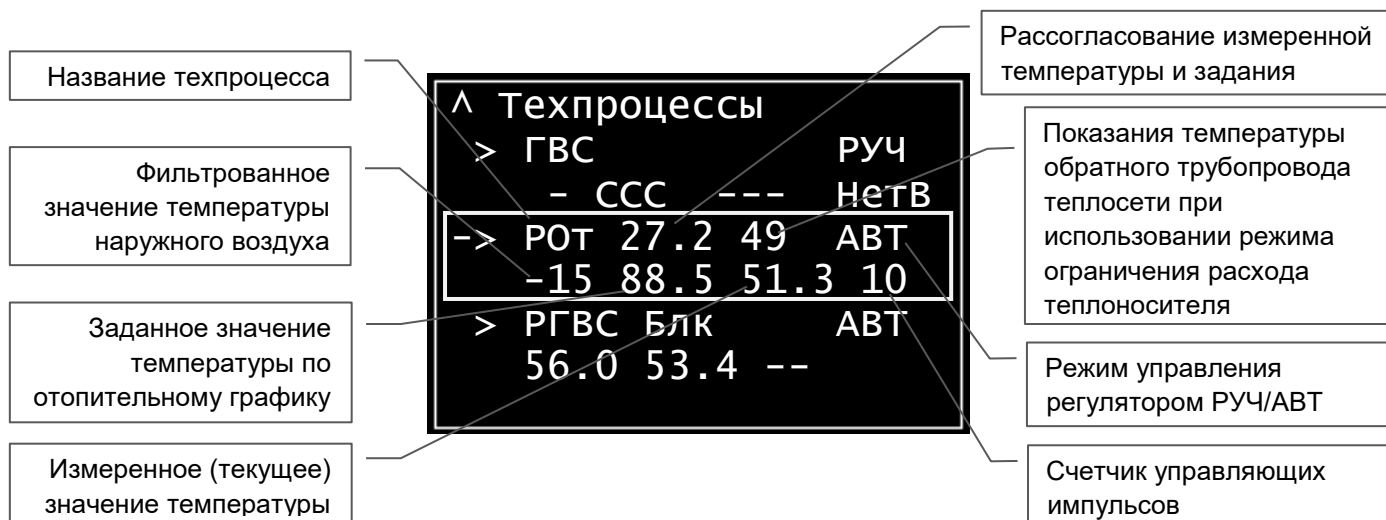 Название техпроцесса
Фильтрованное
значение температуры
наружного воздуха
Заданное значение
температуры по
отопительному графику
Измеренное (текущее)
значение температуры
^ Техпроцессы
> ГВС РУЧ
- ССС --- НетВ
-> РОт 27.2 49 АВТ
-15 88.5 51.3 10
> РГВС Блк АВТ
56.0 53.4 --
Рассогласование измеренной
температуры и задания
Показания температуры
обратного трубопровода
теплосети при
использовании режима
ограничения расхода
теплоносителя
Режим управления
регулятором РУЧ/АВТ
Счетчик управляющих
импульсов